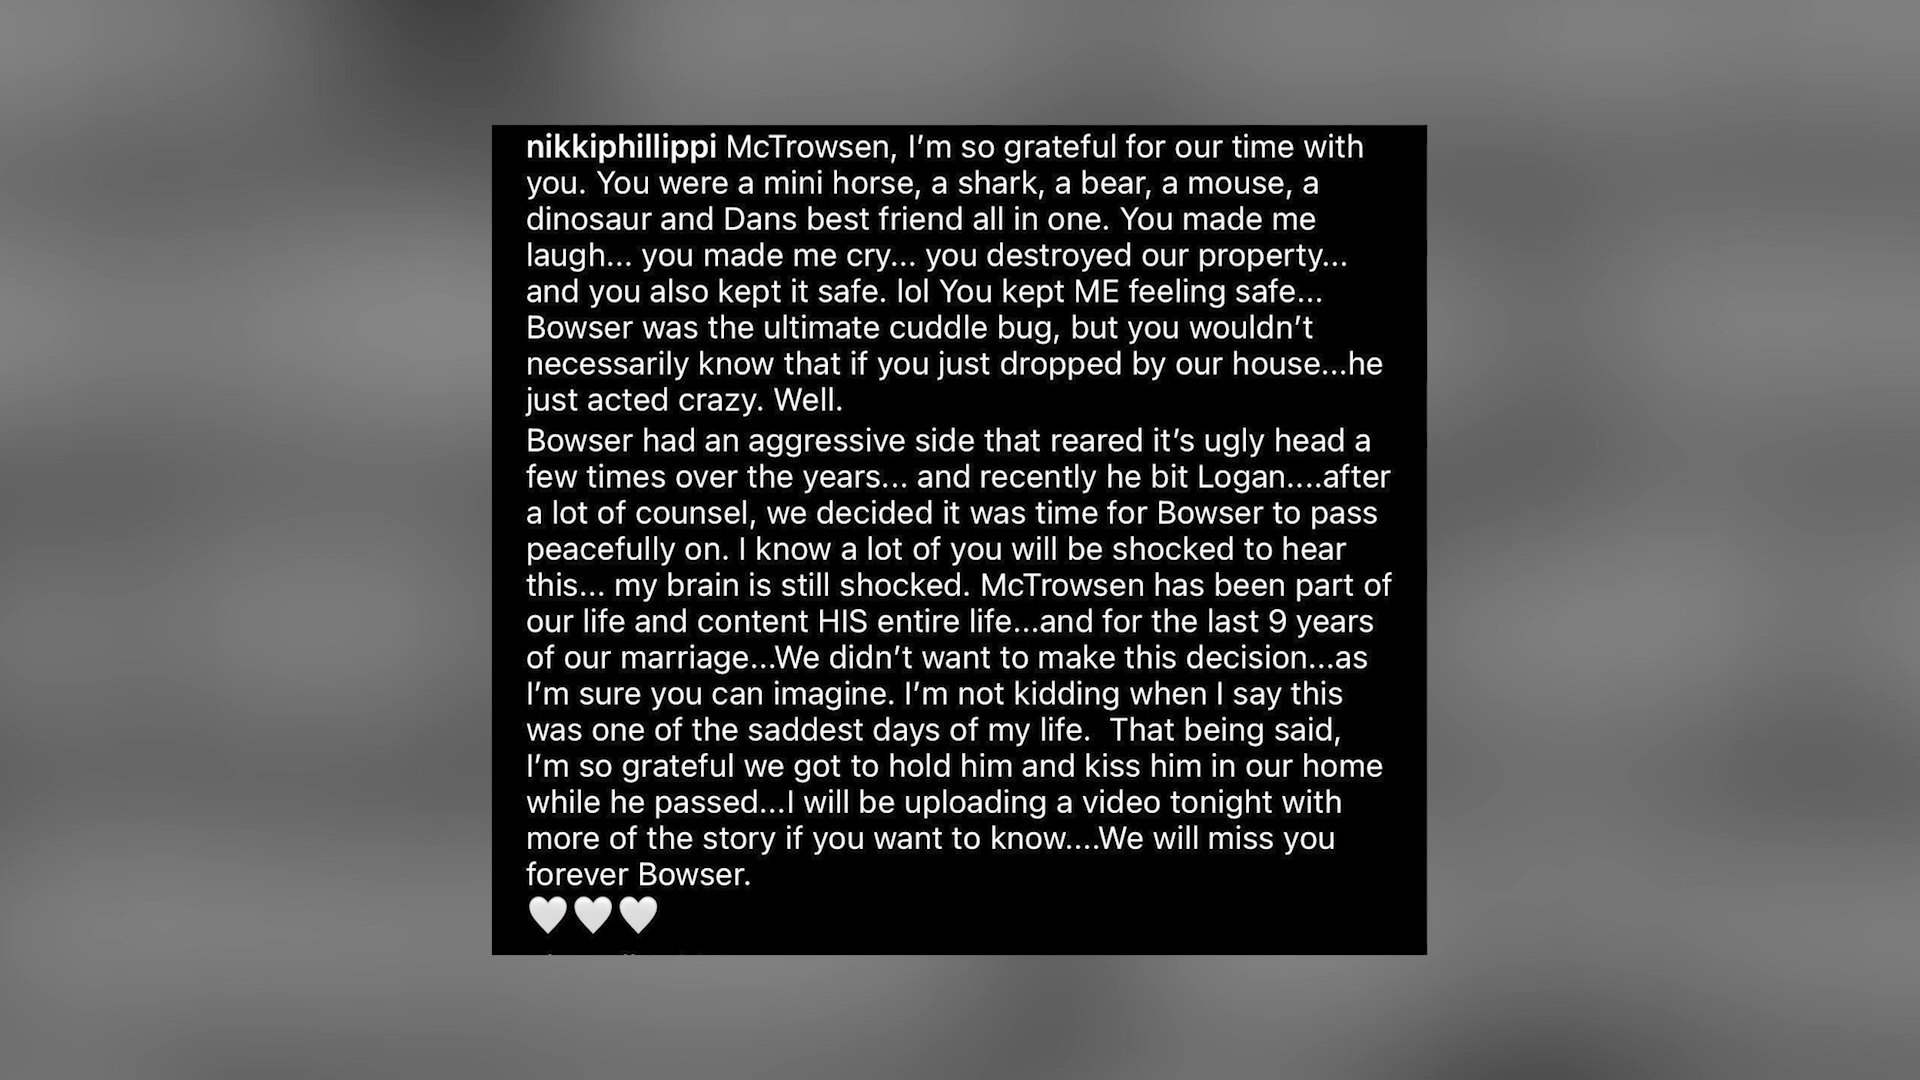 nikkiphillippi McTrowsen, I’m so grateful for our time with
you. You were a mini horse, a shark, a bear, a mouse, a
dinosaur and Dans best friend all in one. You made me
laugh... you made me cry... you destroyed our property...
and you also kept it safe. lol You kept ME feeling safe...
Bowser was the ultimate cuddle bug, but you wouldn’t
necessarily know that if you just dropped by our house...he
just acted crazy. Well.
Bowser had an aggressive side that reared it’s ugly head a
few times over the years... and recently he bit Logan....after
a lot of counsel, we decided it was time for Bowser to pass
peacefully on. I know a lot of you will be shocked to hear
this... my brain is still shocked. McTrowsen has been part of
our life and content HIS entire life...and for the last 9 years
of our marriage...We didn’t want to make this decision...as
I’m sure you can imagine. I’m not kidding when I say this
was one of the saddest days of my life.  That being said,
I’m so grateful we got to hold him and kiss him in our home
while he passed...I will be uploading a video tonight with
more of the story if you want to know....We will miss you
forever Bowser.
🤍🤍🤍